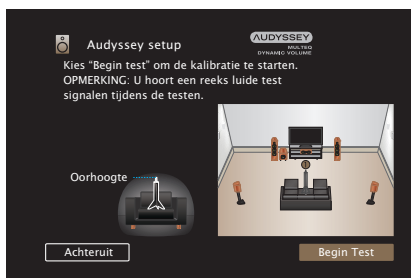 Audyssey setup
AUDYSSEY
MULTEQ
DYNAMIC VOLUME
Kies “Begin test” om de kalibratie te starten.
OPMERKING: U hoort een reeks luide test
signalen tijdens de testen.
Oorhoogte
Achteruit
Begin Test